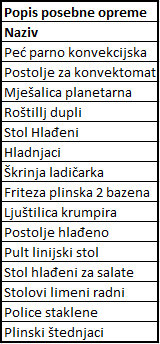 Popis posebne opreme
Naziv
Peć parno konvekcijska
Postolje za konvektomat
Mješalica planetarna
Roštillj dupli
Stol Hlađeni
Hladnjaci
Škrinja ladičarka
Friteza plinska 2 bazena
Ljuštilica krumpira
Postolje hlađeno
Pult linijski stol
Stol hlađeni za salate
Stolovi limeni radni
Police staklene
Plinski štednjaci